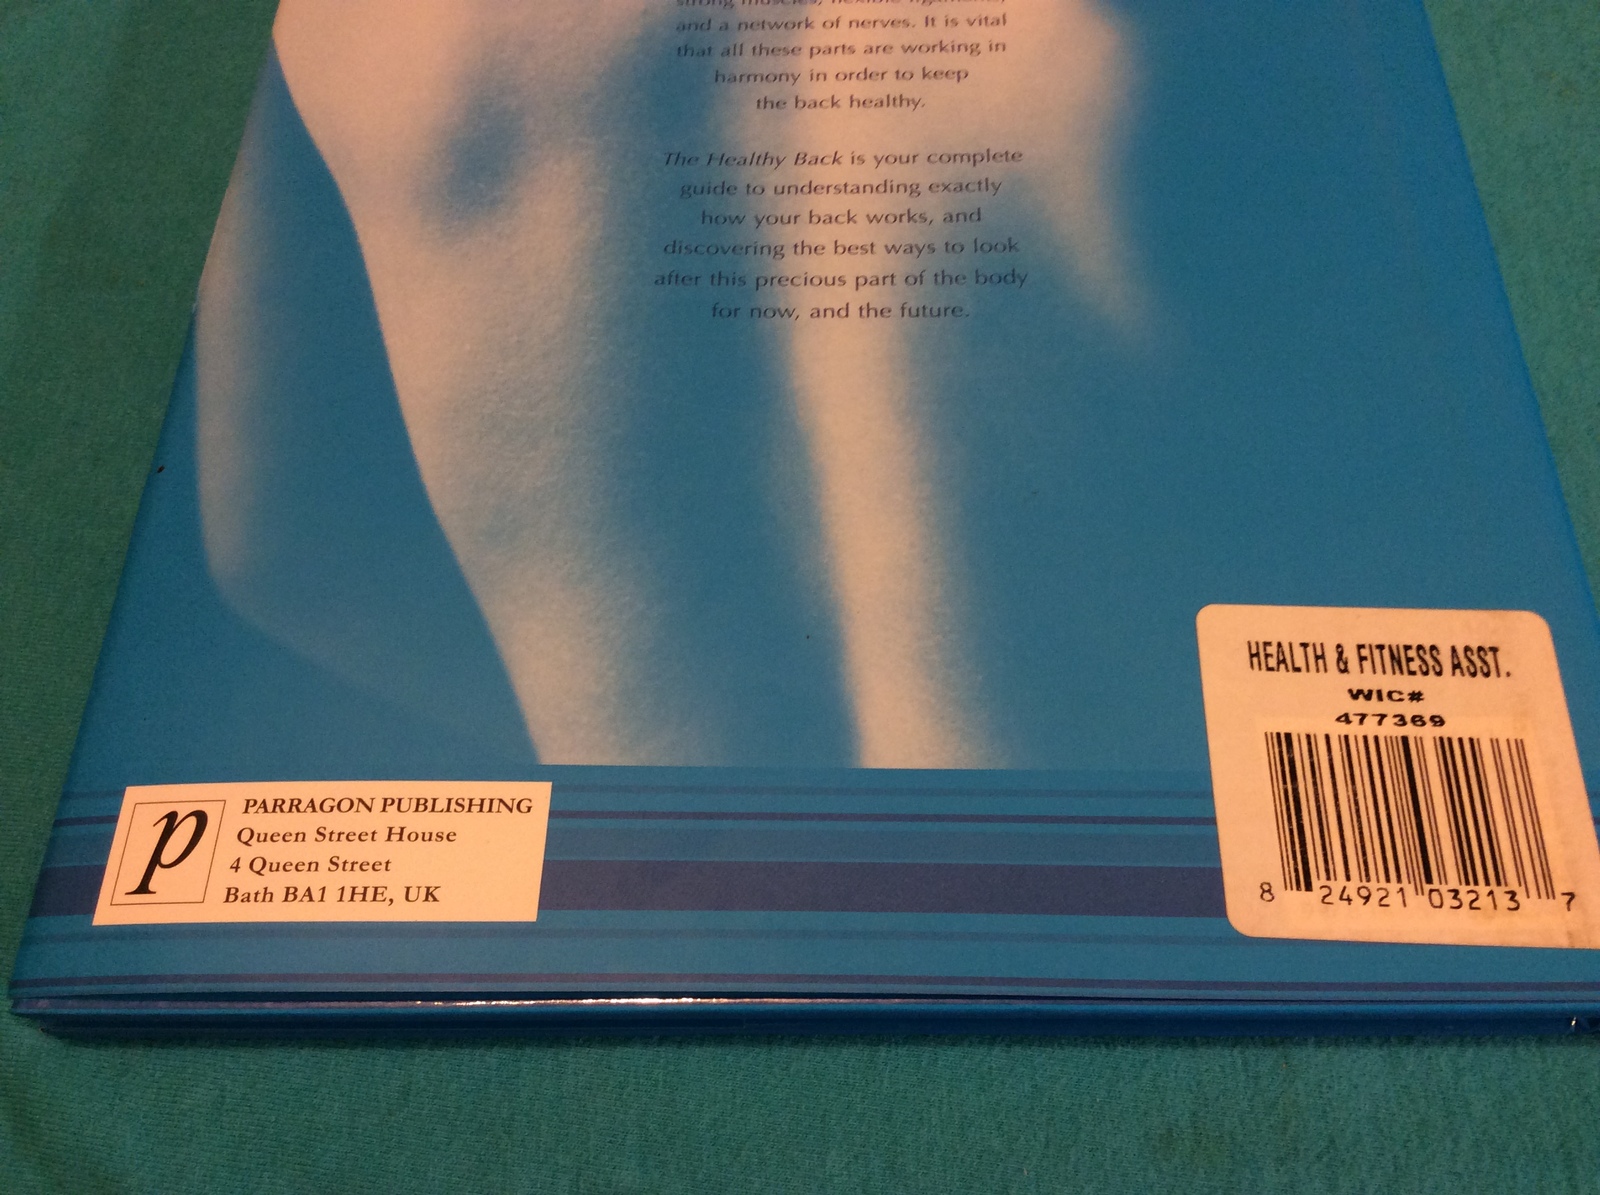 strong muscles, flexible ligaments,
and a network of nerves. It is vital
that all these parts are working in
harmony in order to keep
the back healthy.
The Healthy Back is your complete
guide to understanding exactly
how your back works, and
discovering the best ways to look
after this precious part of the body
for now, and the future.
HEALTH & FITNESS ASST.
WIC#
477369
8 24921 03213 7
p
PARRAGON PUBLISHING
Queen Street House
4 Queen Street
Bath BA1 1HE, UK